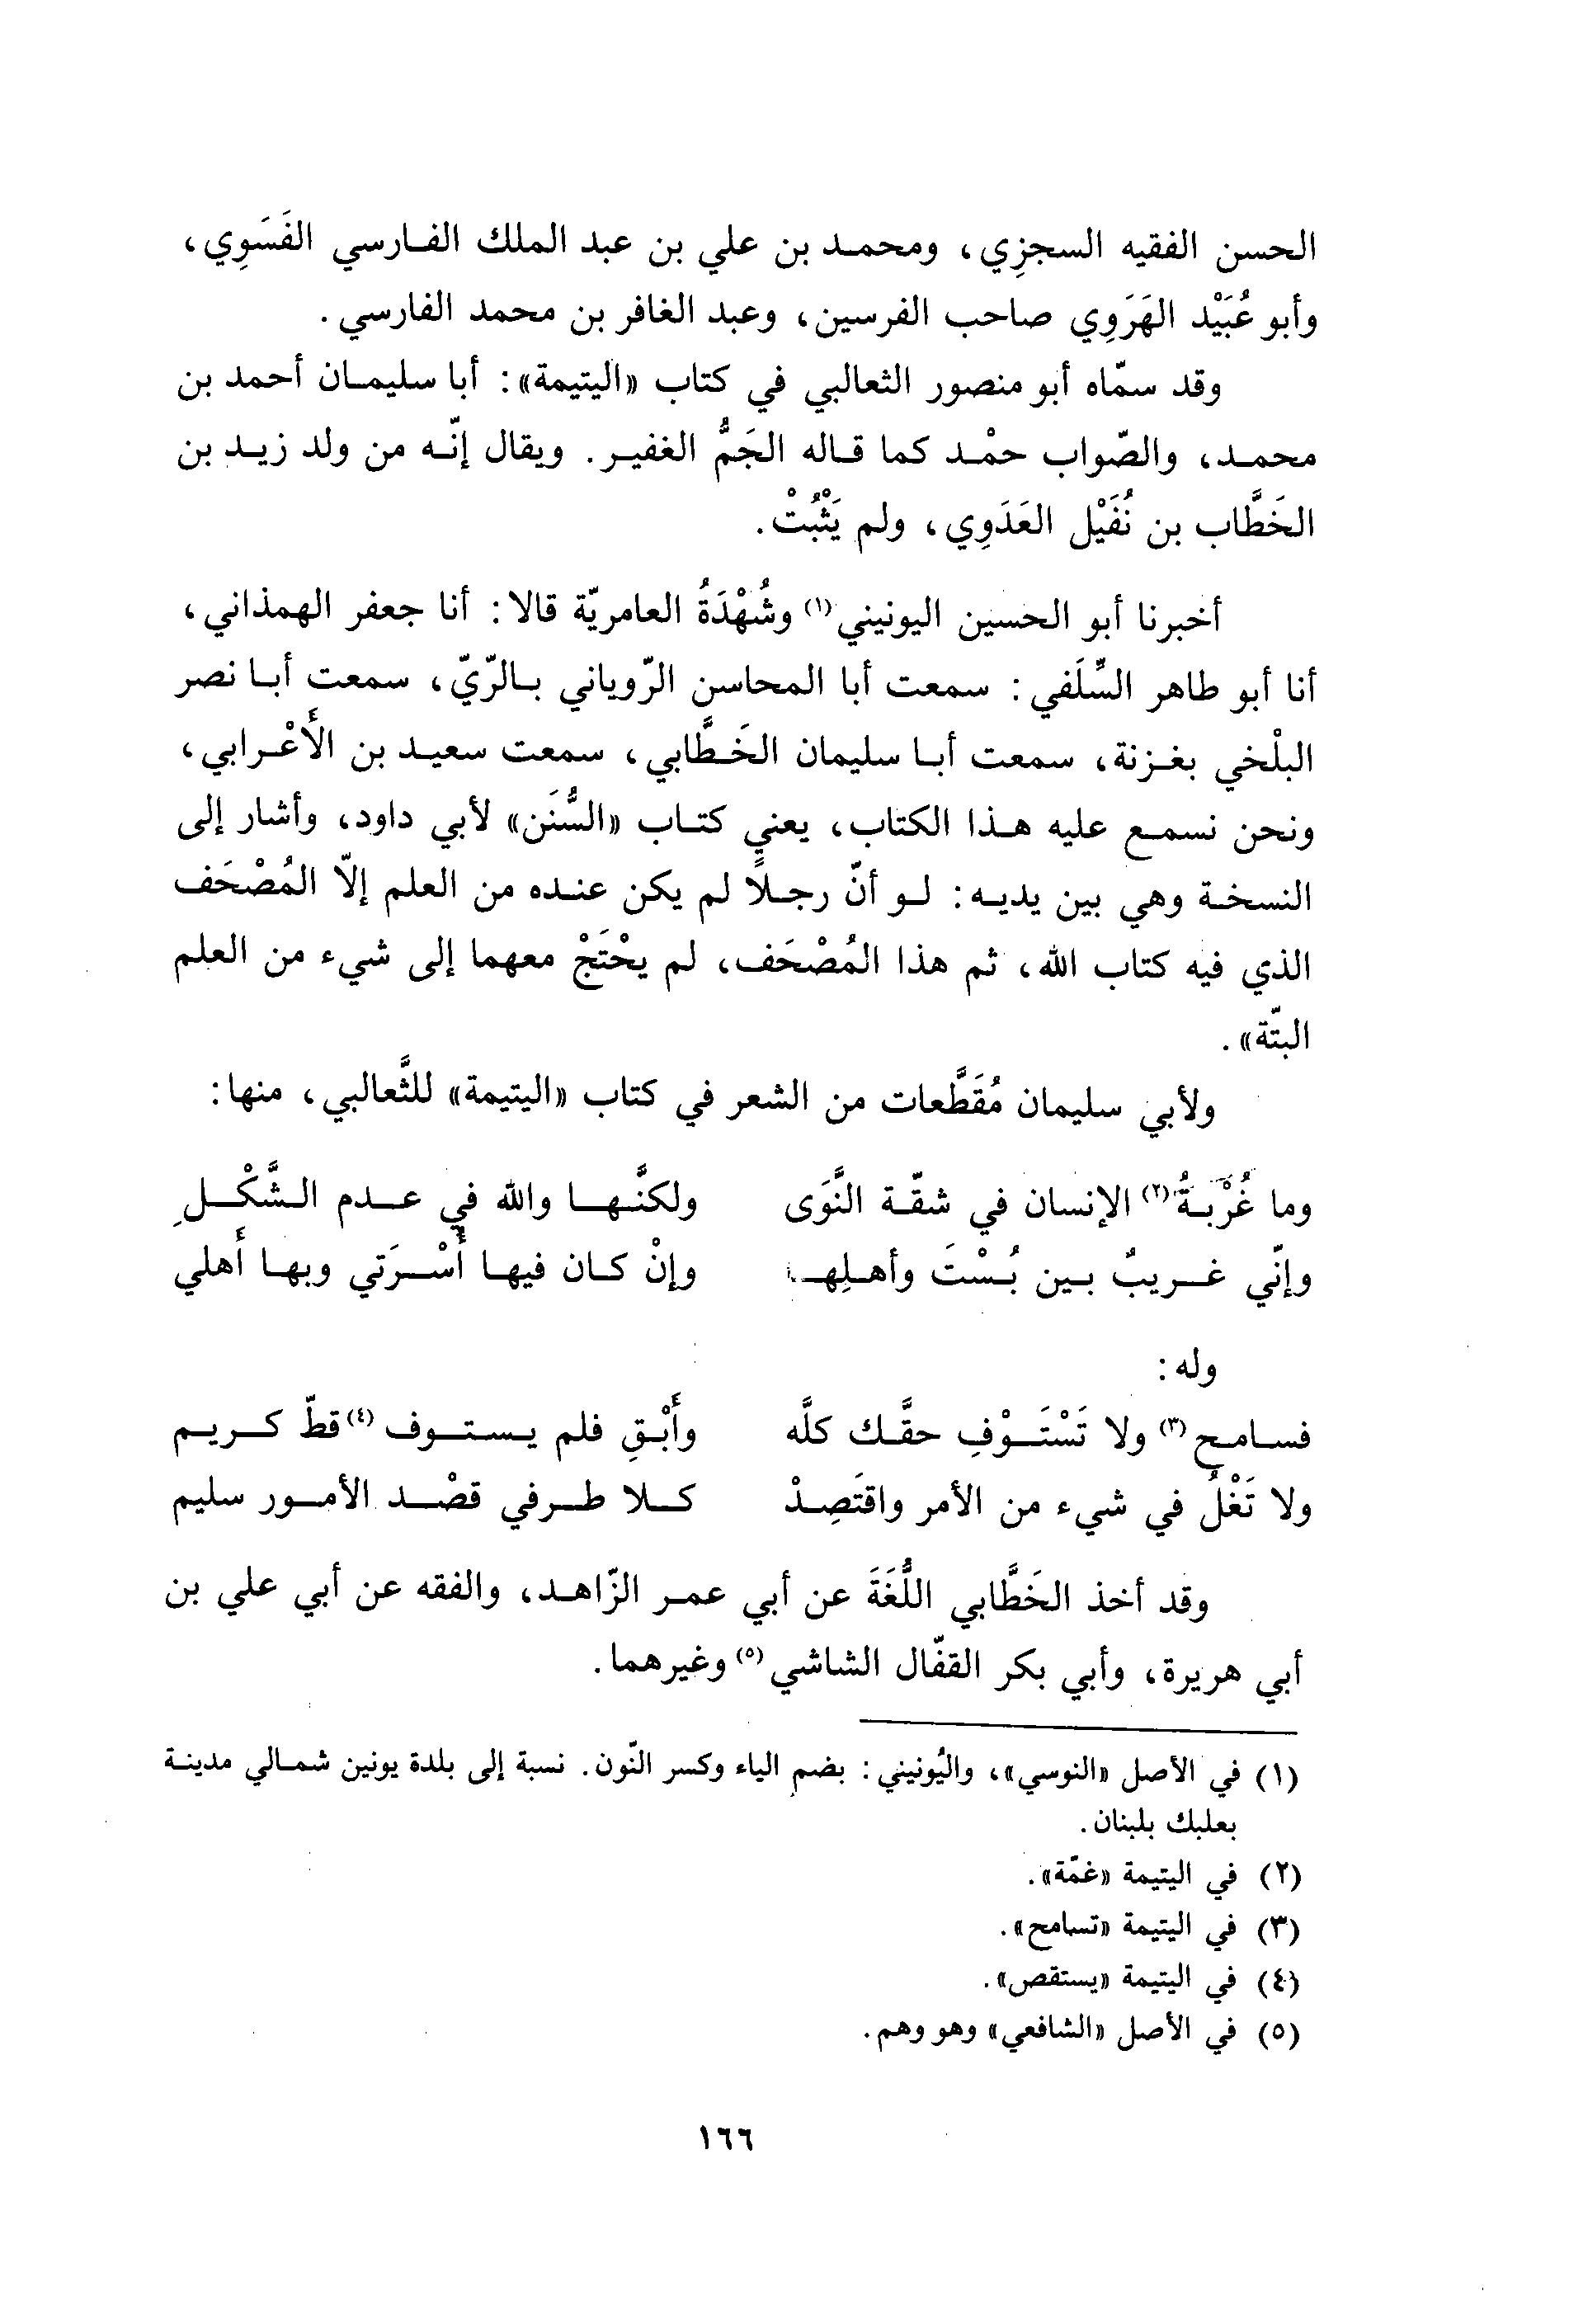 الحسن الفقيه السجزِي، ومحمد بن علي بن عبد الملك الفارسي الفَسَوِي،
وأبو عُبَيْد الهَرَوِي صاحب الفرسين، وعبد الغافر بن محمد الفارسي.
وقد سمّاه أبو منصور الثعالبي في كتاب «اليتيمة»: أبا سليمان أحمد بن
محمد، والصّواب حمْد كما قاله الجَمُّ الغفير. ويقال إنّه من ولد زيد بن
الخَطَّاب بن نُفَيْل العَدَوِي، ولم يَثْبُتْ.
أخبرنا أبو الحسين اليونيني(١) وشُهْدَةُ العامريّة قالا: أنا جعفر الهمذاني،
أنا أبو طاهر السِّلَفي: سمعت أبا المحاسن الرّوياني بالرّيّ، سمعت أبا نصر
البلْخي بغزنة، سمعت أبا سليمان الخَطَّابي، سمعت سعيد بن الأَعْرابي،
ونحن نسمع عليه هذا الكتاب، يعني كتاب «السُّنَن» لأبي داود، وأشار إلى
النسخة وهي بين يديه: لو أنّ رجلاً لم يكن عنده من العلم إلاّ المُصْحَف
الذي فيه كتاب الله، ثم هذا المُصْحَف، لم يحْتَجْ معهما إلى شيء من العلم
البتّة».
ولأبي سليمان مُقَطَّعات من الشعر في كتاب «اليتيمة» للثَّعالبي، منها:
وما غُرْبَةُ(٢) الإنسان في شقّة النَّوَى ولكنَّها والله في عدم الشَّكْلِ
وإنّي غريبٌ بين بُسْتَ وأهلِها وإنْ كان فيها أُسْرَتي وبها أَهلي
وله:
فسامح(٣) ولا تَسْتَوْفِ حقَّك كلَّه وأَبْقِ فلم يستوف(٤) قطّ كريم
ولا تَغْلُ في شيء من الأمر واقتَصِدْ كلا طرفي قصْد الأمور سليم
وقد أخذ الخَطَّابي اللُّغَةَ عن أبي عمر الزّاهد، والفقه عن أبي علي بن
أبي هريرة، وأبي بكر القفّال الشاشي(٥) وغيرهما.
(١) في الأصل «النوسي»، واليُونيني: بضم الياء وكسر النّون. نسبة إلى بلدة يونين شمالي مدينة
بعلبك بلبنان.
(٢) في اليتيمة «غمّة».
(٣) في اليتيمة «تسامح».
(٤) في اليتيمة «يستقص».
(٥) في الأصل «الشافعي» وهو وهم.
١٦٦